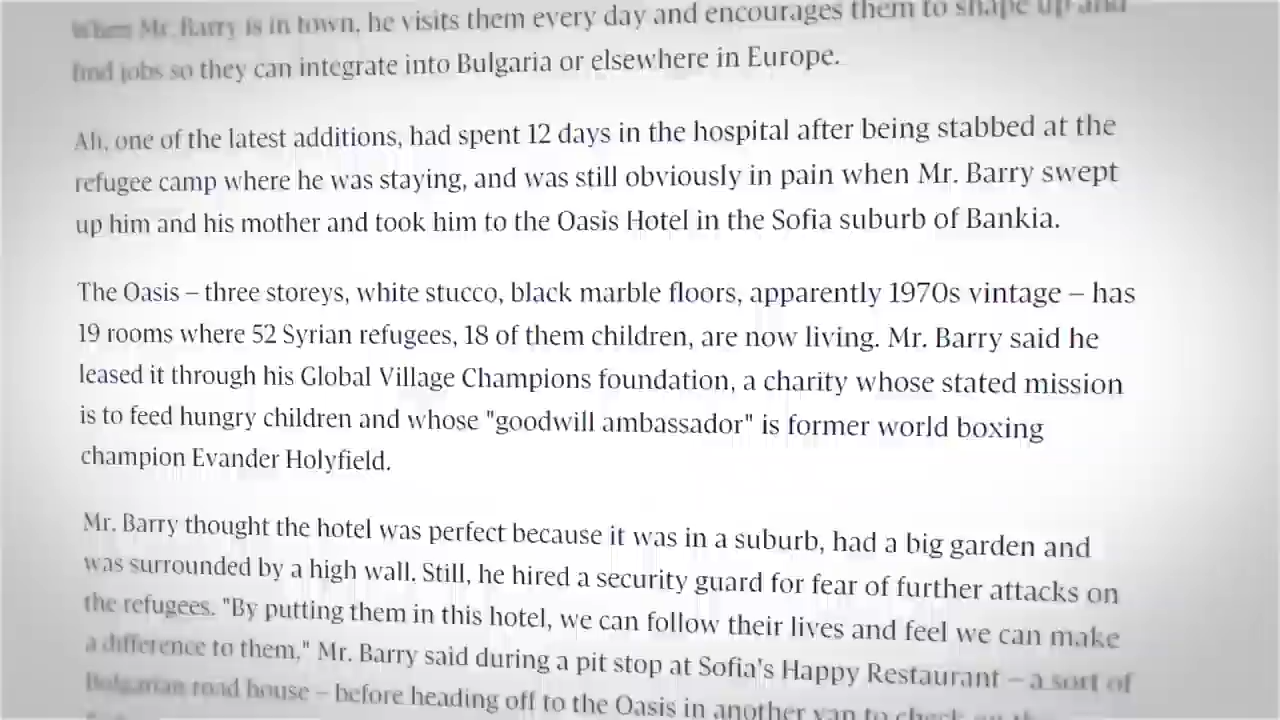 When Mr. Barry is in town, he visits them every day and encourages them to shape up and
find jobs so they can integrate into Bulgaria or elsewhere in Europe.
Ali, one of the latest additions, had spent 12 days in the hospital after being stabbed at the
refugee camp where he was staying, and was still obviously in pain when Mr. Barry swept
up him and his mother and took him to the Oasis Hotel in the Sofia suburb of Bankia.
The Oasis – three storeys, white stucco, black marble floors, apparently 1970s vintage – has
19 rooms where 52 Syrian refugees, 18 of them children, are now living. Mr. Barry said he
leased it through his Global Village Champions foundation, a charity whose stated mission
is to feed hungry children and whose "goodwill ambassador" is former world boxing
champion Evander Holyfield.
Mr. Barry thought the hotel was perfect because it was in a suburb, had a big garden and
was surrounded by a high wall. Still, he hired a security guard for fear of further attacks on
the refugees. "By putting them in this hotel, we can follow their lives and feel we can make
a difference to them," Mr. Barry said during a pit stop at Sofia's Happy Restaurant – a sort of
Bulgarian road house – before heading off to the Oasis in another van to check on the